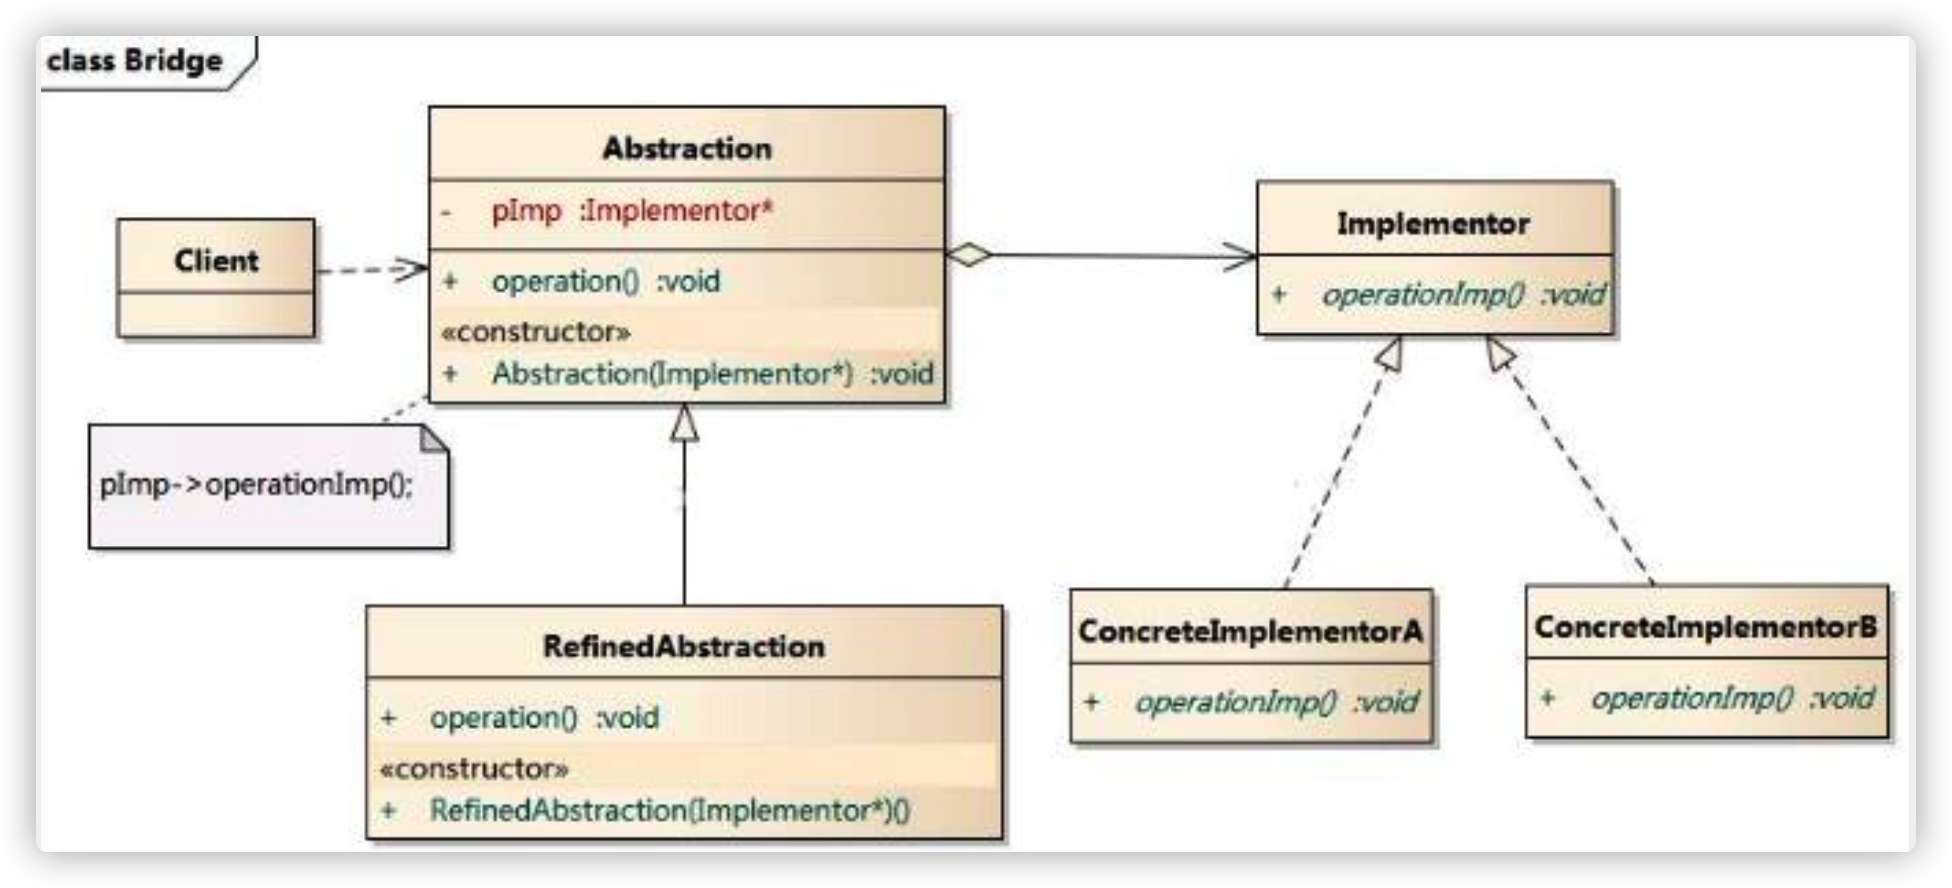 class Bridge
Abstraction
- pImp :Implementor*
+ operation() :void
«constructor»
+ Abstraction(Implementor*) :void
Client
Implementor
+ operationImp() :void
pImp->operationImp();
RefinedAbstraction
+ operation() :void
«constructor»
+ RefinedAbstraction(Implementor*)()
ConcreteImplementorA
+ operationImp() :void
ConcreteImplementorB
+ operationImp() :void